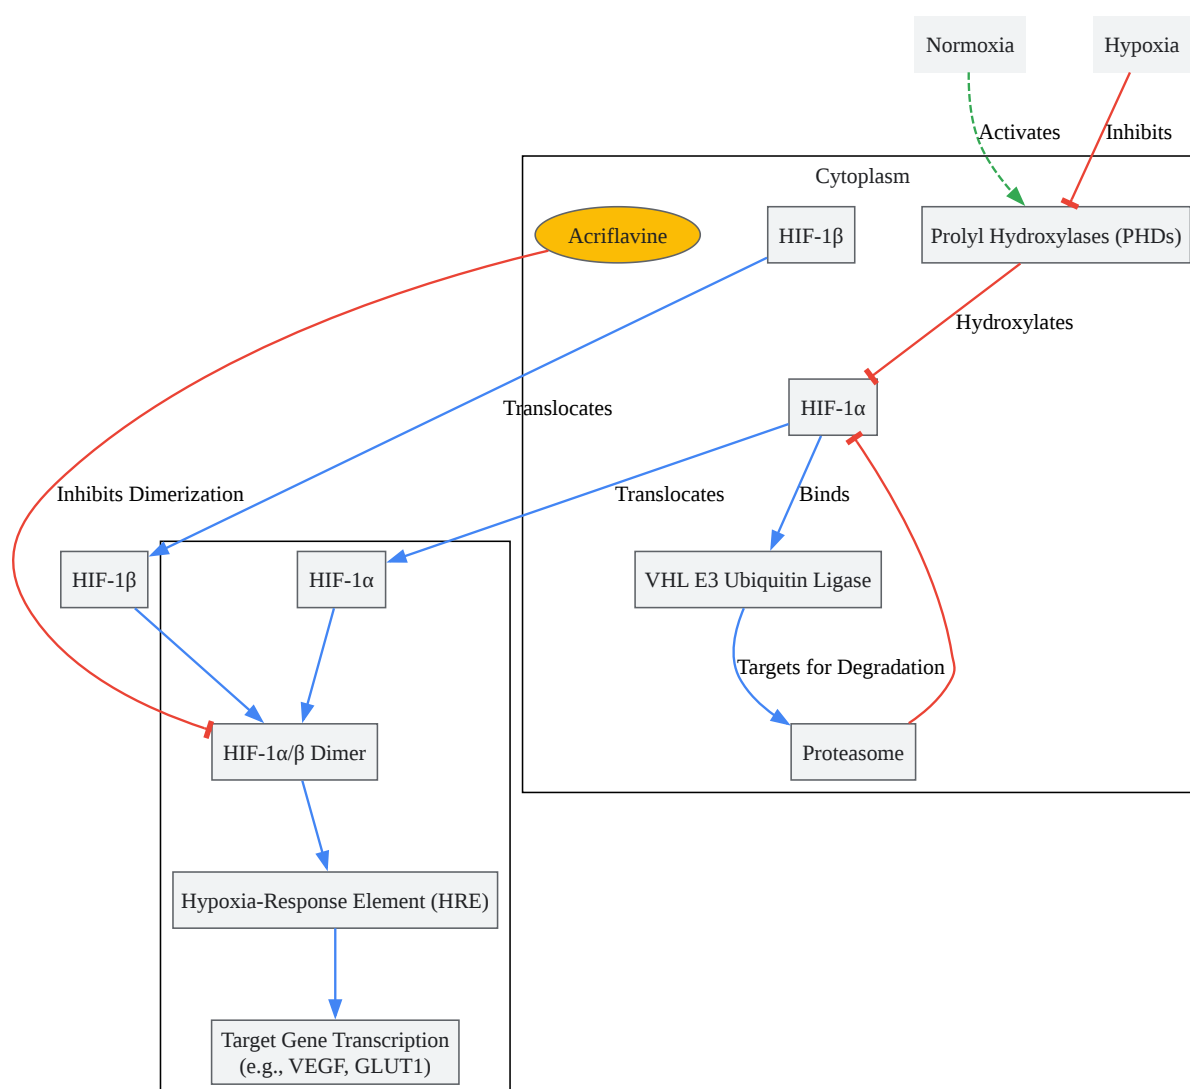 Normoxia
Hypoxia
Activates
Inhibits
Cytoplasm
Acriflavine
HIF-1β
Prolyl Hydroxylases (PHDs)
Hydroxylates
Translocates
HIF-1α
Inhibits Dimerization
Translocates
Binds
HIF-1β
HIF-1α
VHL E3 Ubiquitin Ligase
Targets for Degradation
HIF-1α/β Dimer
Proteasome
Hypoxia-Response Element (HRE)
Target Gene Transcription
(e.g., VEGF, GLUT1)